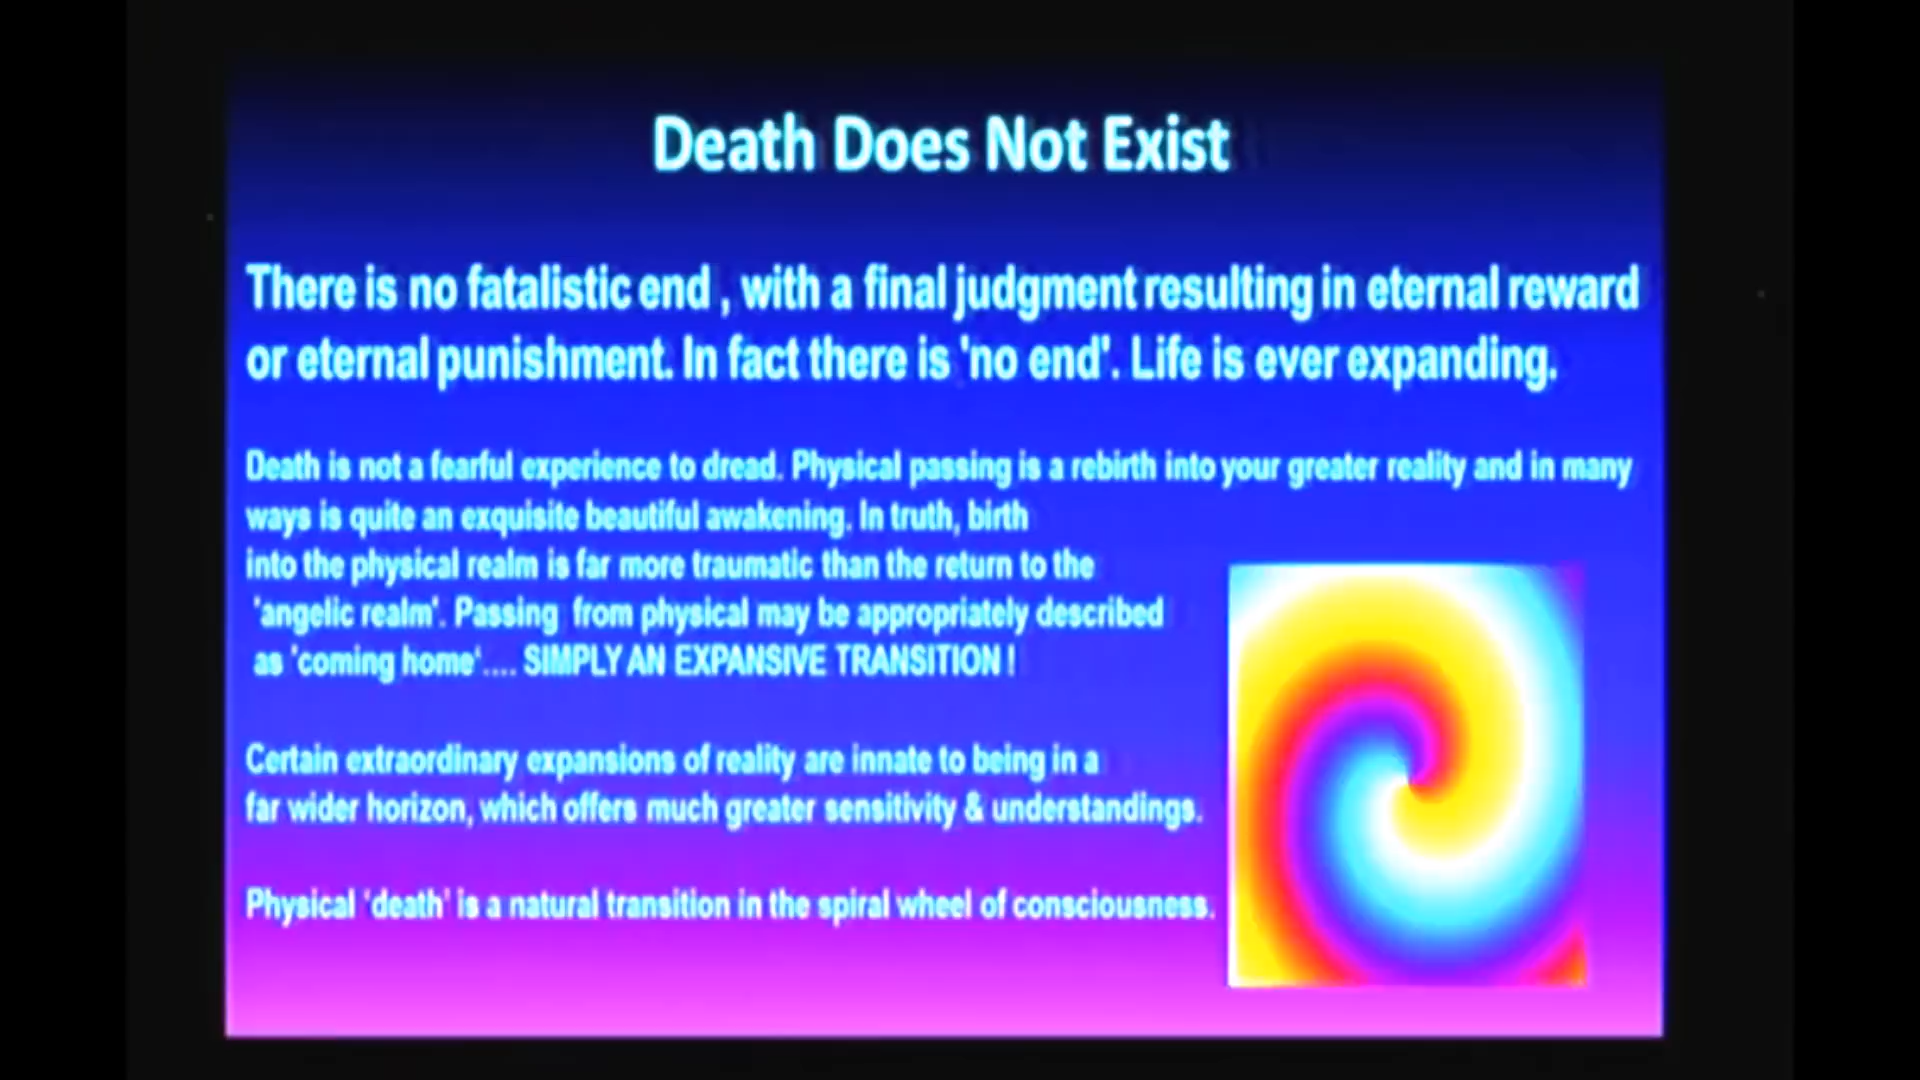 Death Does Not Exist
There is no fatalistic end , with a final judgment resulting in eternal reward
or eternal punishment. In fact there is 'no end'. Life is ever expanding.
Death is not a fearful experience to dread. Physical passing is a rebirth into your greater reality and in many
ways is quite an exquisite beautiful awakening. In truth, birth
into the physical realm is far more traumatic than the return to the
'angelic realm'. Passing from physical may be appropriately described
as 'coming home'.... SIMPLY AN EXPANSIVE TRANSITION !
Certain extraordinary expansions of reality are innate to being in a
far wider horizon, which offers much greater sensitivity & understandings.
Physical 'death' is a natural transition in the spiral wheel of consciousness.